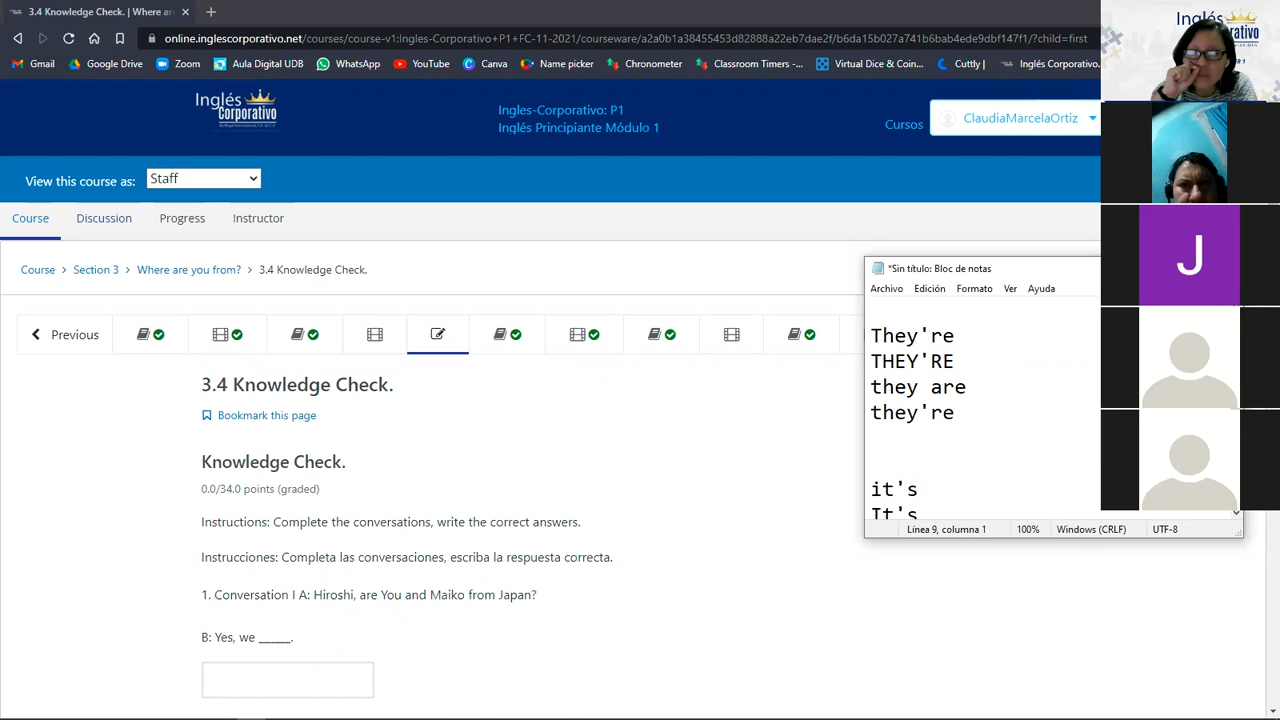 3.4 Knowledge Check. | Where ar
online.inglescorporativo.net/courses/course-v1:Ingles-Corporativo+P1+FC-11-2021/courseware/a2a0b1a38455453d82888a22eb7d2e2f/b6da15b027a741b6bab4ede9dbf147f1/?child=first
Gmail
Google Drive
Zoom
Aula Digital UDB
WhatsApp
YouTube
Canva
Name picker
Chronometer
Classroom Timers -...
Virtual Dice & Coin...
Cuttly |
Inglés Corporativo
Inglés
Corporativo
Ingles-Corporativo: P1
Inglés Principiante Módulo 1
Cursos
ClaudiaMarcelaOrtiz
View this course as:
Staff
Course
Discussion
Progress
Instructor
Course > Section 3 > Where are you from? > 3.4 Knowledge Check.
Previous
3.4 Knowledge Check.
Bookmark this page
Knowledge Check.
0.0/34.0 points (graded)
Instructions: Complete the conversations, write the correct answers.
Instrucciones: Completa las conversaciones, escriba la respuesta correcta.
1. Conversation I A: Hiroshi, are You and Maiko from Japan?
B: Yes, we ______.
*Sin título: Bloc de notas
Archivo
Edición
Formato
Ver
Ayuda
They're
THEY'RE
they are
they're
it's
It's
Línea 9, columna 1
100%
Windows (CRLF)
UTF-8
J